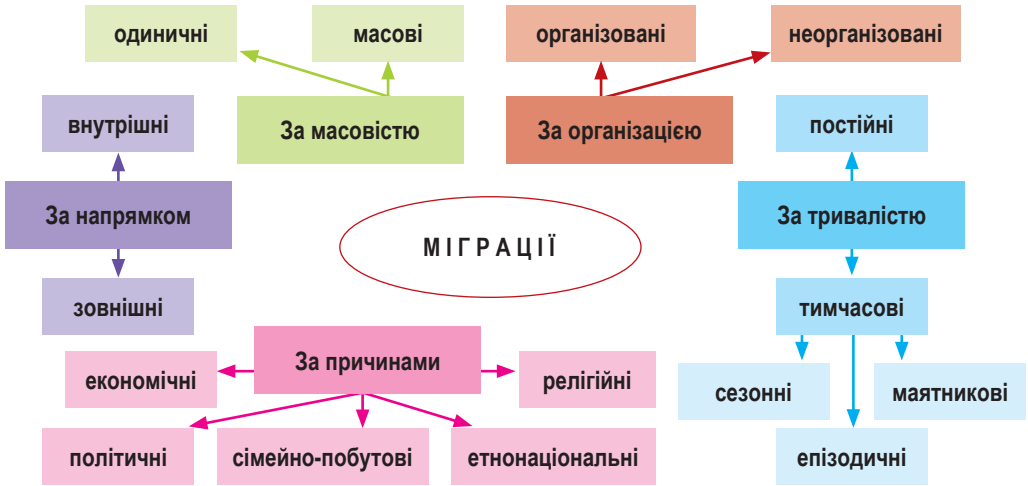 одиничні
масові
організовані
неорганізовані
внутрішні
За масовістю
За організацією
постійні
За напрямком
МІГРАЦІЇ
За тривалістю
зовнішні
тимчасові
За причинами
економічні
релігійні
сезонні
маятникові
політичні
сімейно-побутові
етнонаціональні
епізодичні